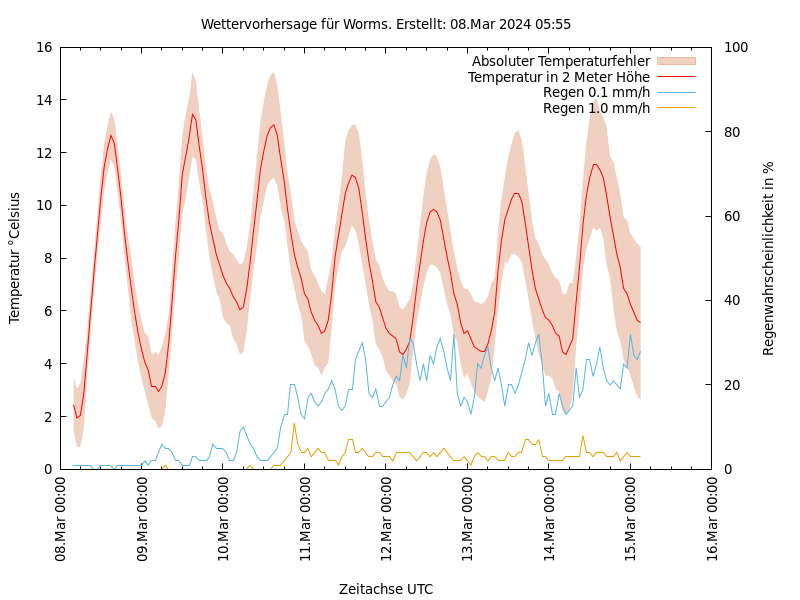 Wettervorhersage für Worms. Erstellt: 08.Mar 2024 05:55
Absoluter Temperaturfehler
Temperatur in 2 Meter Höhe
Regen 0.1 mm/h
Regen 1.0 mm/h
Temperatur °Celsius
16
14
12
10
8
6
4
2
0
100
80
60
40
20
0
Regenwahrscheinlichkeit in %
08.Mar 00:00
09.Mar 00:00
10.Mar 00:00
11.Mar 00:00
12.Mar 00:00
13.Mar 00:00
14.Mar 00:00
15.Mar 00:00
16.Mar 00:00
Zeitachse UTC